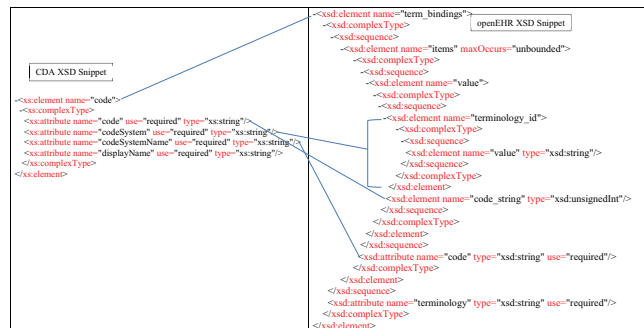 CDA XSD Snippet
-<xs:element name="code">
-<xs:complexType>
<xs:attribute name="code" use="required" type="xs:string"/>
<xs:attribute name="codeSystem" use="required" type="xs:string"/>
<xs:attribute name="codeSystemName" use="required" type="xs:string"/>
<xs:attribute name="displayName" use="required" type="xs:string"/>
</xs:complexType>
</xs:element>
openEHR XSD Snippet
-<xsd:element name="term_bindings">
-<xsd:complexType>
-<xsd:sequence>
-<xsd:element name="items" maxOccurs="unbounded">
-<xsd:complexType>
-<xsd:sequence>
-<xsd:element name="value">
-<xsd:complexType>
-<xsd:sequence>
-<xsd:element name="terminology_id">
-<xsd:complexType>
-<xsd:sequence>
<xsd:element name="value" type="xsd:string"/>
</xsd:sequence>
</xsd:complexType>
</xsd:element>
<xsd:element name="code_string" type="xsd:unsignedInt"/>
</xsd:sequence>
</xsd:complexType>
</xsd:element>
</xsd:sequence>
<xsd:attribute name="code" type="xsd:string" use="required"/>
</xsd:complexType>
</xsd:element>
</xsd:sequence>
<xsd:attribute name="terminology" type="xsd:string" use="required"/>
</xsd:complexType>
</xsd:element>